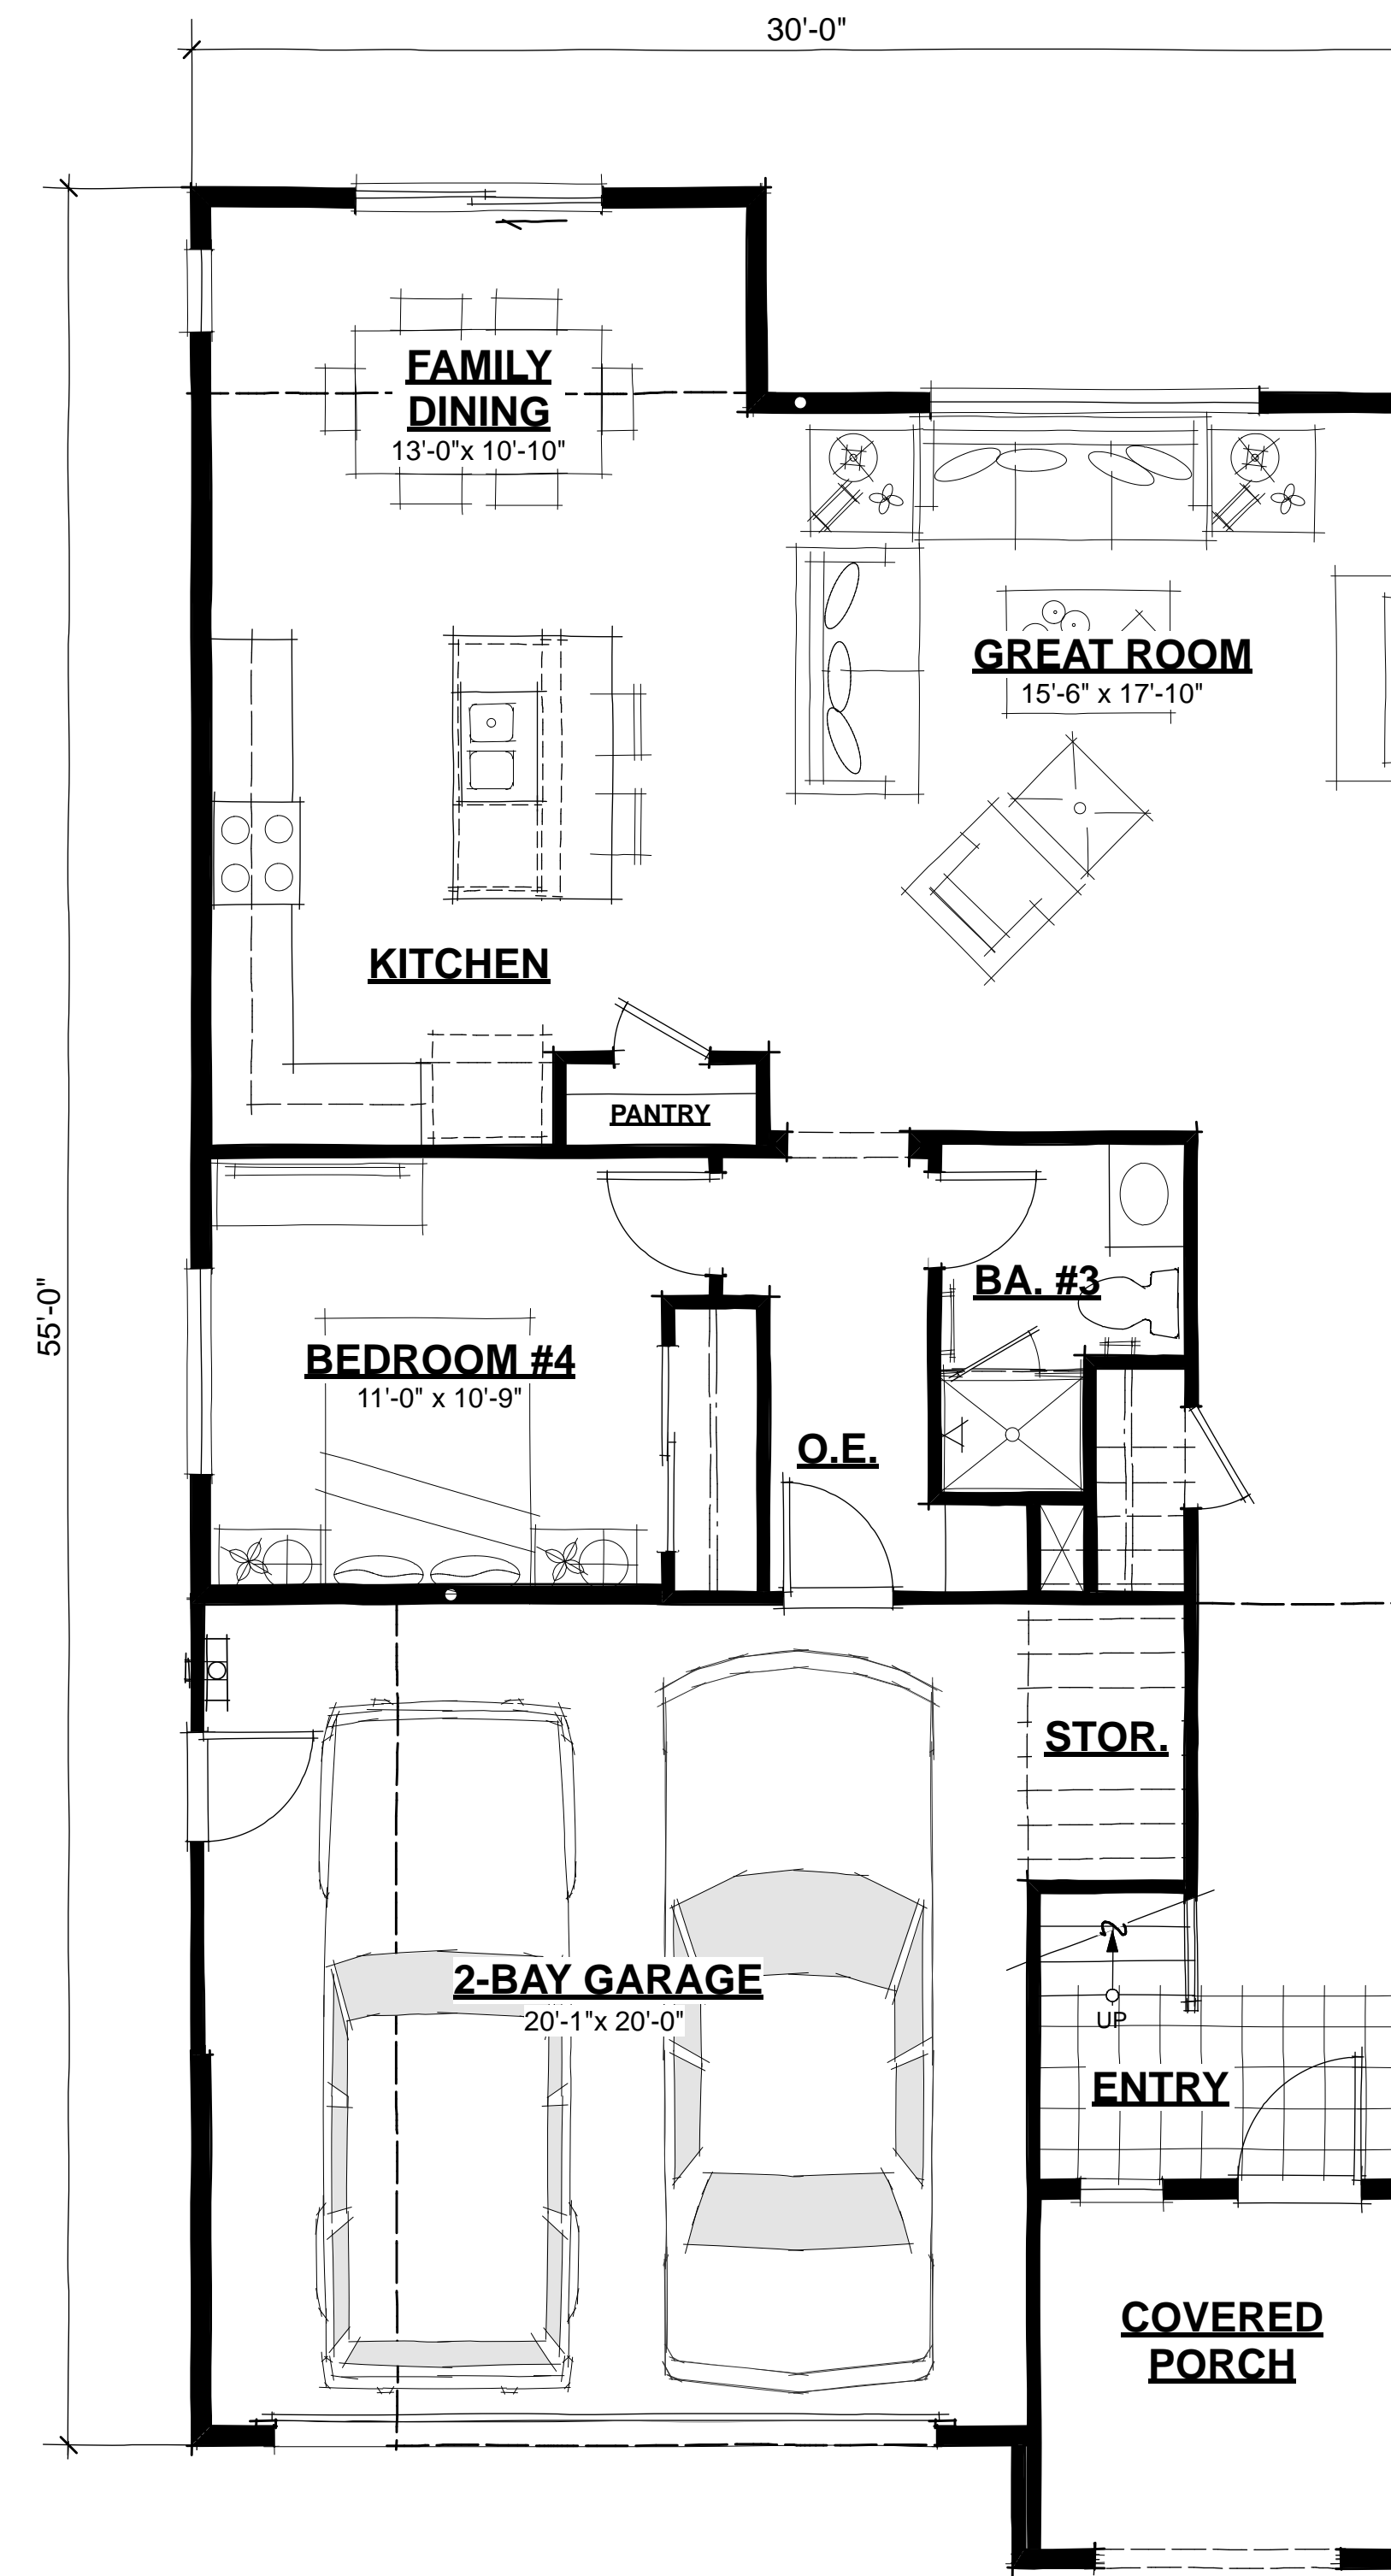 30'-0"
FAMILY
DINING
13'-0"x 10'-10"
GREAT ROOM
15'-6" x 17'-10"
KITCHEN
PANTRY
55'-0"
BA. #3
BEDROOM #4
11'-0" x 10'-9"
O.E.
STOR.
2-BAY GARAGE
20'-1"x 20'-0"
UP
ENTRY
COVERED
PORCH